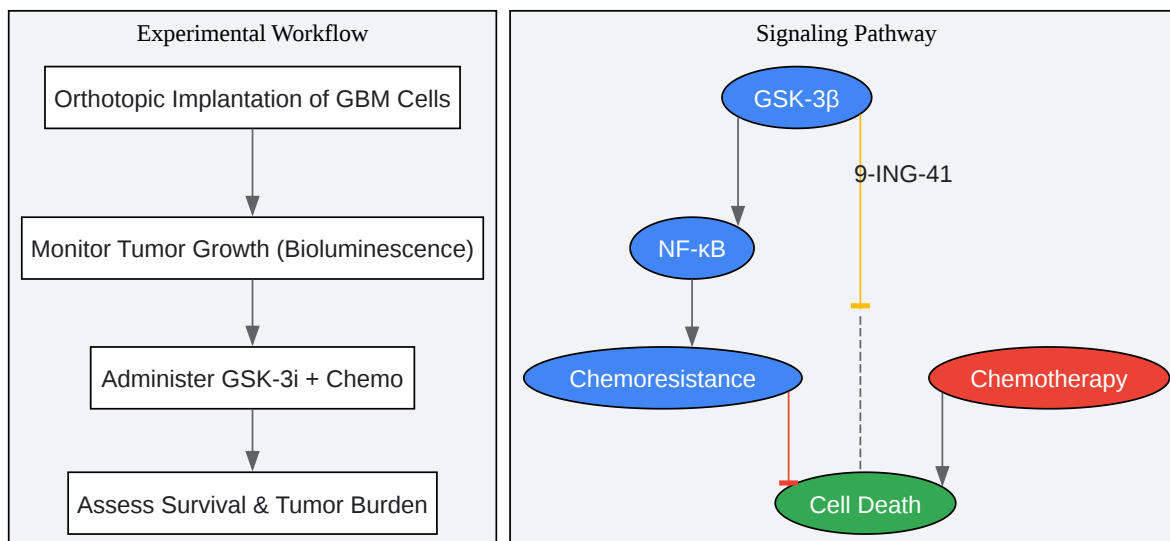 Experimental Workflow
Orthotopic Implantation of GBM Cells
Monitor Tumor Growth (Bioluminescence)
Administer GSK-3i + Chemo
Assess Survival & Tumor Burden
Signaling Pathway
GSK-3β
9-ING-41
NF-κB
Chemoresistance
Chemotherapy
Cell Death